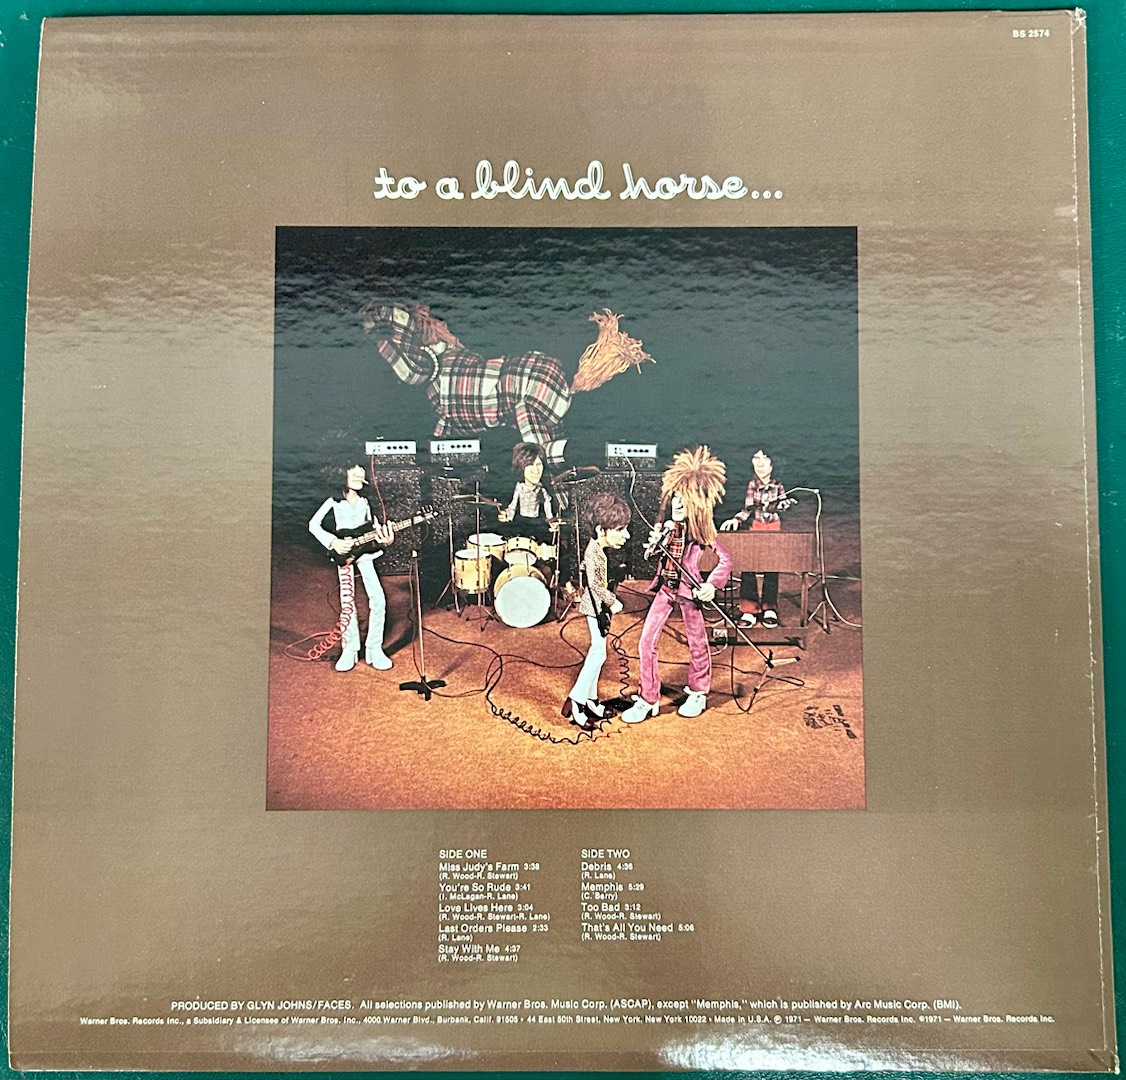 BS 2574
to a blind horse...
SIDE ONE
Miss Judy's Farm 3:38
(R. Wood-R. Stewart)
You're So Rude 3:41
(I. McLagan-R. Lane)
Love Lives Here 3:04
(R. Wood-R. Stewart-R. Lane)
Last Orders Please 2:33
(R. Lane)
Stay With Me 4:37
(R. Wood-R. Stewart)
SIDE TWO
Debris 4:36
(R. Lane)
Memphis 5:29
(C. Berry)
Too Bad 3:12
(R. Wood-R. Stewart)
That's All You Need 5:06
(R. Wood-R. Stewart)
PRODUCED BY GLYN JOHNS/FACES. All selections published by Warner Bros. Music Corp. (ASCAP), except "Memphis," which is published by Arc Music Corp. (BMI).
Warner Bros. Records Inc., a Subsidiary & Licensee of Warner Bros. Inc., 4000 Warner Blvd., Burbank, Calif. 91505 • 44 East 50th Street, New York, New York 10022 • Made in U.S.A. ℗ 1971 — Warner Bros. Records Inc. ©1971 — Warner Bros. Records Inc.